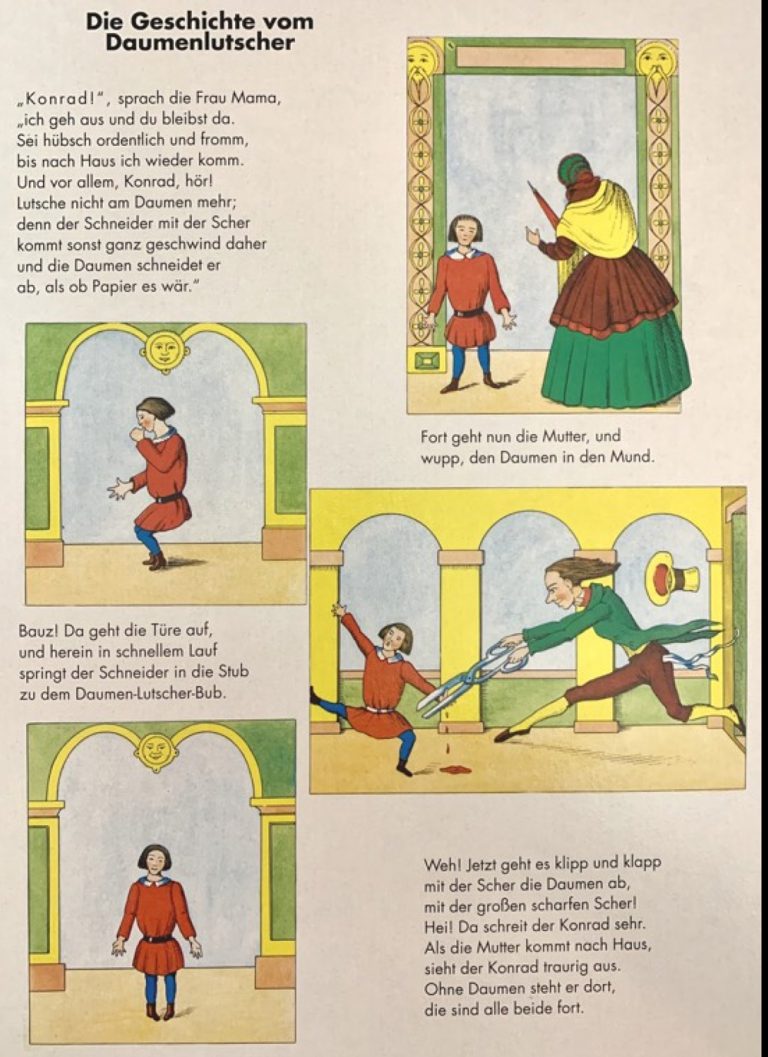 Die Geschichte vom
Daumenlutscher
„Konrad!“, sprach die Frau Mama,
„ich geh aus und du bleibst da.
Sei hübsch ordentlich und fromm,
bis nach Haus ich wieder komm.
Und vor allem, Konrad, hör!
Lutsche nicht am Daumen mehr;
denn der Schneider mit der Scher
kommt sonst ganz geschwind daher
und die Daumen schneidet er
ab, als ob Papier es wär.“
Fort geht nun die Mutter, und
wupp, den Daumen in den Mund.
Bauz! Da geht die Türe auf,
und herein in schnellem Lauf
springt der Schneider in die Stub
zu dem Daumen-Lutscher-Bub.
Weh! Jetzt geht es klipp und klapp
mit der Scher die Daumen ab,
mit der großen scharfen Scher!
Hei! Da schreit der Konrad sehr.
Als die Mutter kommt nach Haus,
sieht der Konrad traurig aus.
Ohne Daumen steht er dort,
die sind alle beide fort.